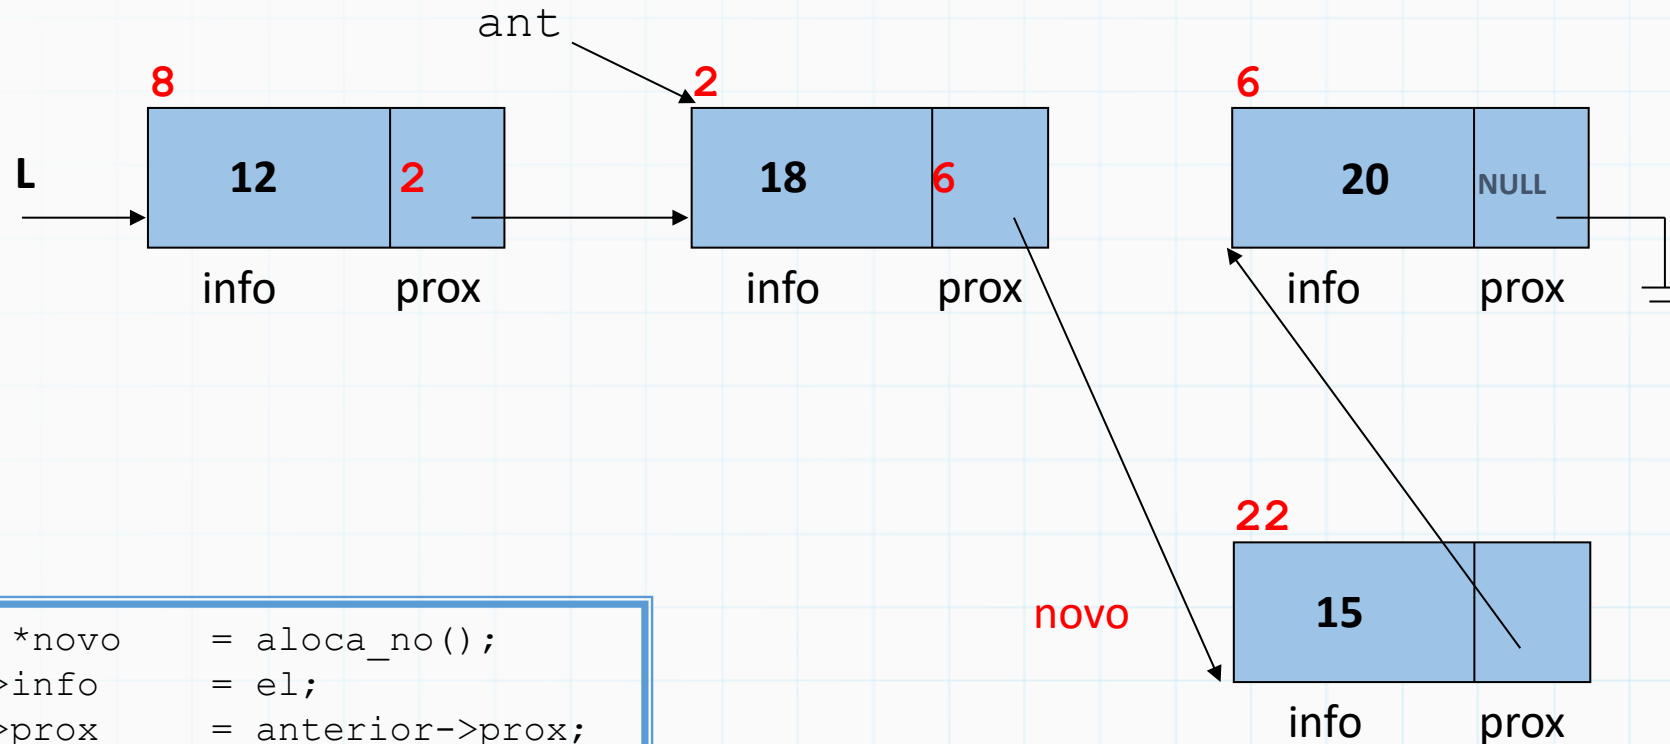 ant
8 2 6
L 12 2 18 6 20 NULL
info prox info prox info prox
22
novo 15
info prox
*novo = aloca_no();
>info = el;
>prox = anterior->prox;